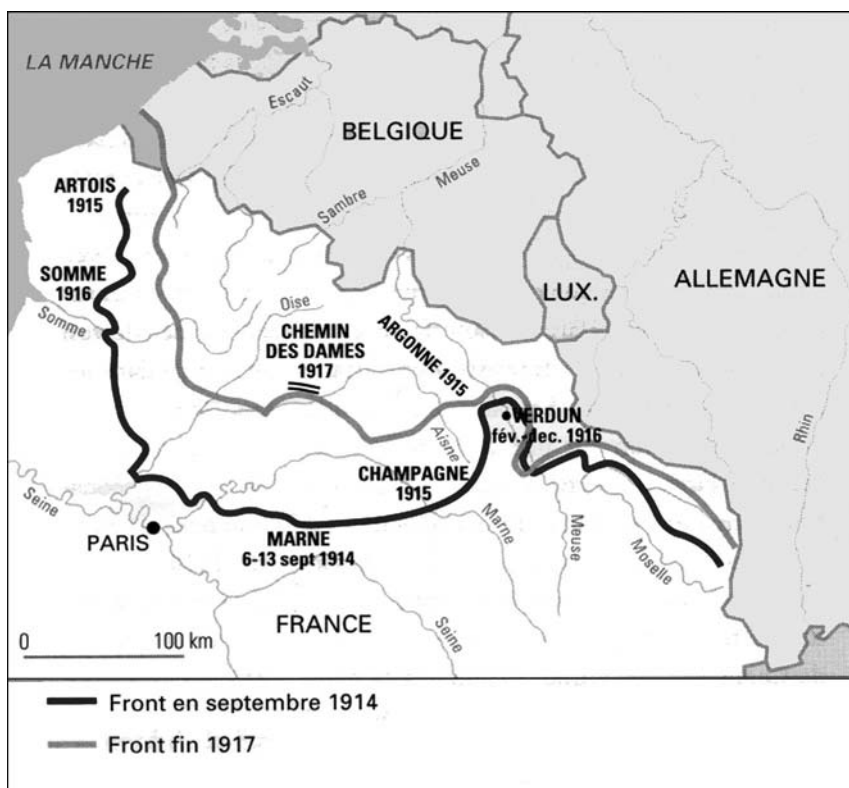 LA MANCHE
Escaut
BELGIQUE
Meuse
Sambre
ARTOIS
1915
SOMME
1916
Somme
Oise
LUX.
ALLEMAGNE
CHEMIN
DES DAMES
1917
ARGONNE 1915
VERDUN
fév.-dec. 1916
Aisne
Rhin
CHAMPAGNE
1915
Seine
PARIS
MARNE
6-13 sept 1914
Marne
Meuse
Moselle
FRANCE
Seine
0 100 km
Front en septembre 1914
Front fin 1917